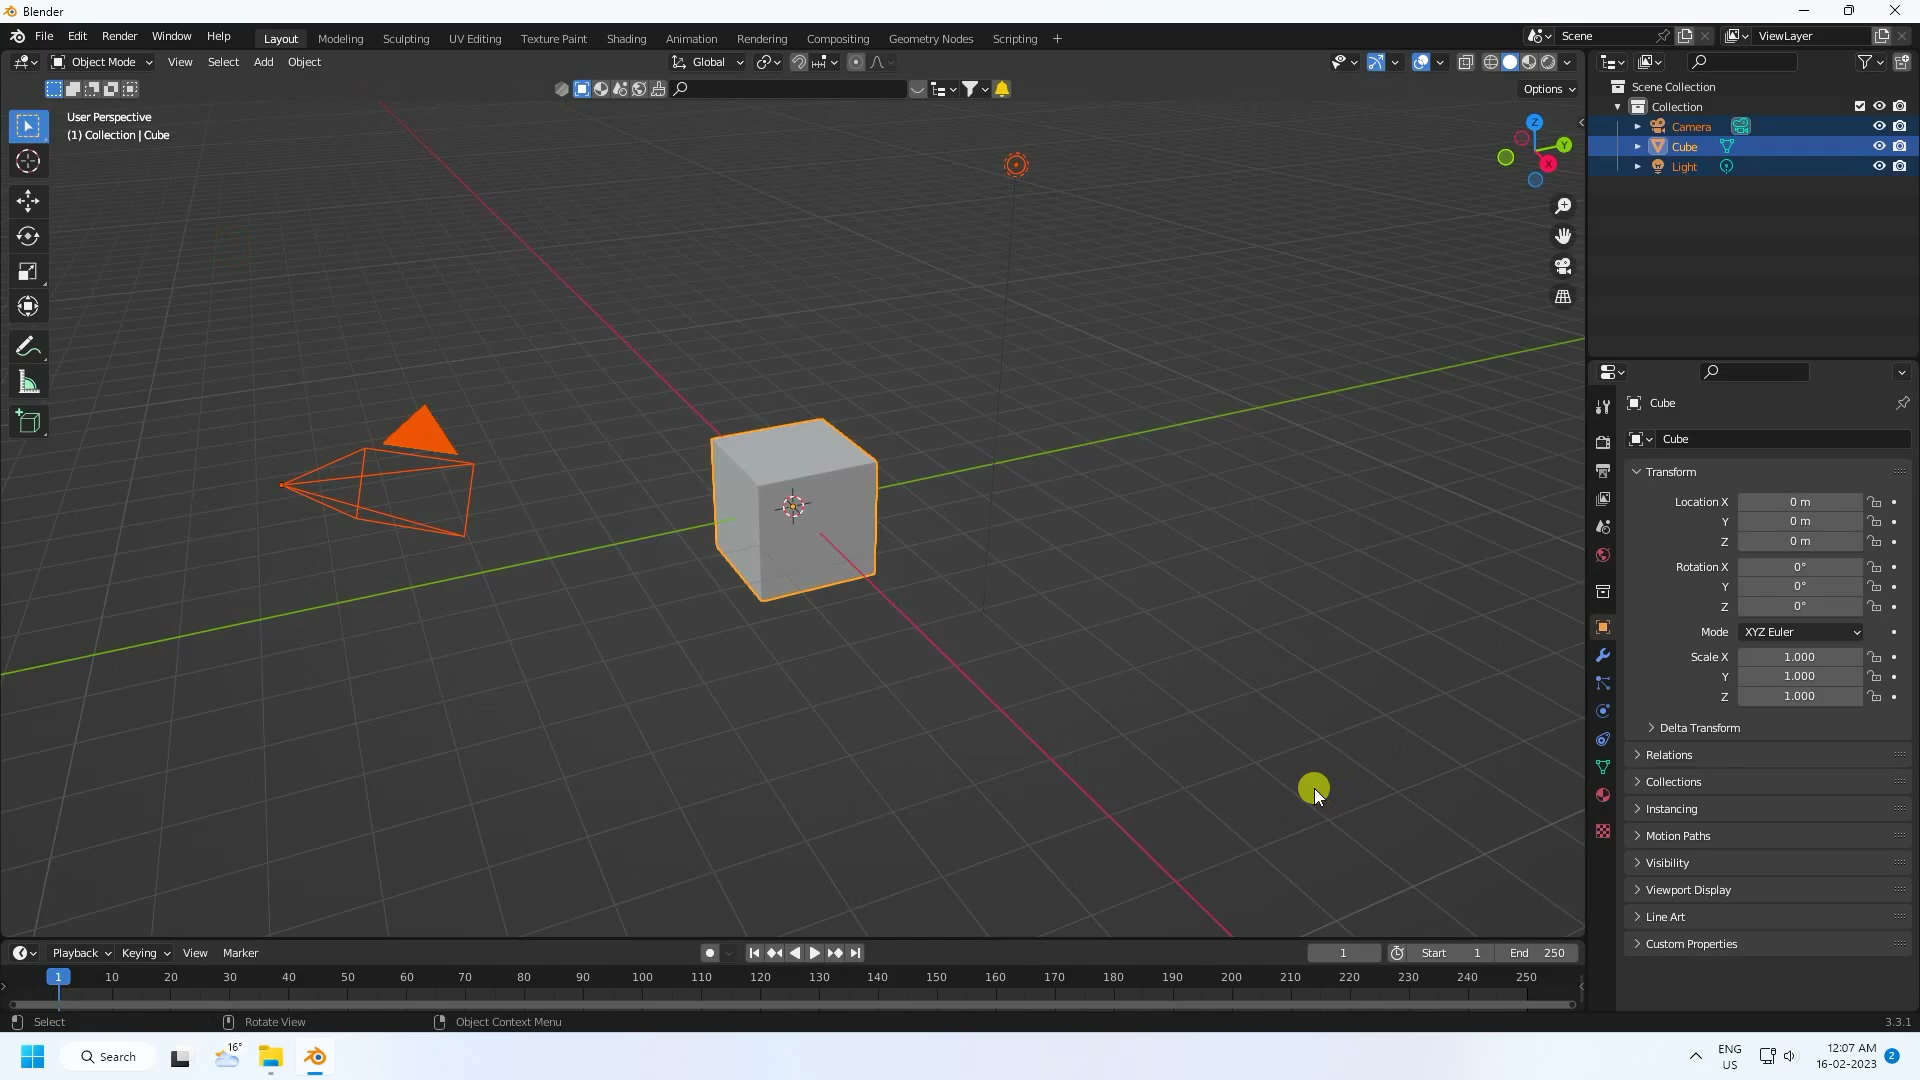 Blender
File Edit Render Window Help Layout Modeling Sculpting UV Editing Texture Paint Shading Animation Rendering Compositing Geometry Nodes Scripting + Scene ViewLayer
Object Mode View Select Add Object Global
Options
User Perspective
(1) Collection | Cube
Z
Y
X
Scene Collection
Collection
Camera
Cube
Light
Cube
Cube
Transform
Location X 0 m
Y 0 m
Z 0 m
Rotation X 0°
Y 0°
Z 0°
Mode XYZ Euler
Scale X 1.000
Y 1.000
Z 1.000
Delta Transform
Relations
Collections
Instancing
Motion Paths
Visibility
Viewport Display
Line Art
Custom Properties
Playback Keying View Marker 1 Start 1 End 250
1 10 20 30 40 50 60 70 80 90 100 110 120 130 140 150 160 170 180 190 200 210 220 230 240 250
Select Rotate View Object Context Menu 3.3.1
Search 16° ENG US 12:07 AM 16-02-2023 2